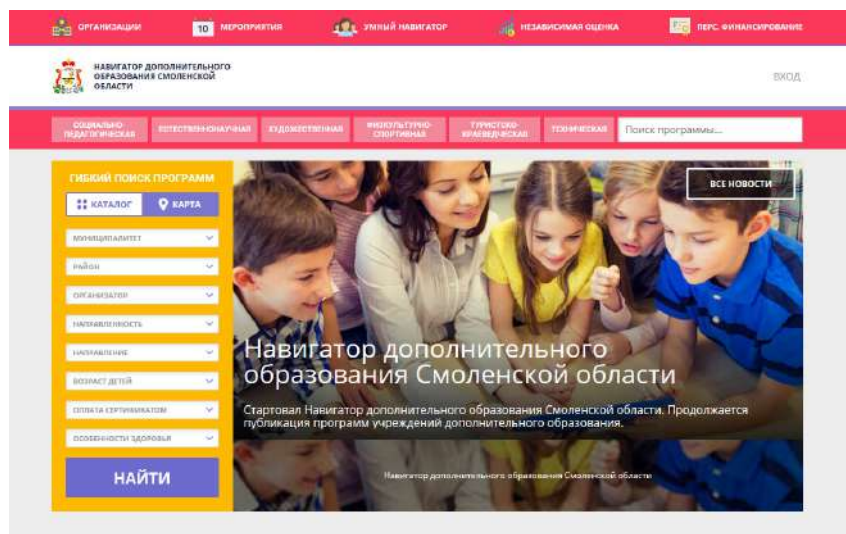 ОРГАНИЗАЦИИ
10 МЕРОПРИЯТИЯ
УМНЫЙ НАВИГАТОР
НЕЗАВИСИМАЯ ОЦЕНКА
ПЕРС. ФИНАНСИРОВАНИЕ
НАВИГАТОР ДОПОЛНИТЕЛЬНОГО
ОБРАЗОВАНИЯ СМОЛЕНСКОЙ
ОБЛАСТИ
ВХОД
СОЦИАЛЬНО-
ПЕДАГОГИЧЕСКАЯ
ЕСТЕСТВЕННОНАУЧНАЯ
ХУДОЖЕСТВЕННАЯ
ФИЗКУЛЬТУРНО-
СПОРТИВНАЯ
ТУРИСТСКО-
КРАЕВЕДЧЕСКАЯ
ТЕХНИЧЕСКАЯ
Поиск программы...
ГИБКИЙ ПОИСК ПРОГРАММ
КАТАЛОГ
КАРТА
МУНИЦИПАЛИТЕТ
РАЙОН
ОРГАНИЗАТОР
НАПРАВЛЕННОСТЬ
НАПРАВЛЕНИЕ
ВОЗРАСТ ДЕТЕЙ
ОПЛАТА СЕРТИФИКАТОМ
ОСОБЕННОСТИ ЗДОРОВЬЯ
НАЙТИ
ВСЕ НОВОСТИ
Навигатор дополнительного
образования Смоленской области
Стартовал Навигатор дополнительного образования Смоленской области. Продолжается
публикация программ учреждений дополнительного образования.
Навигатор дополнительного образования Смоленской области